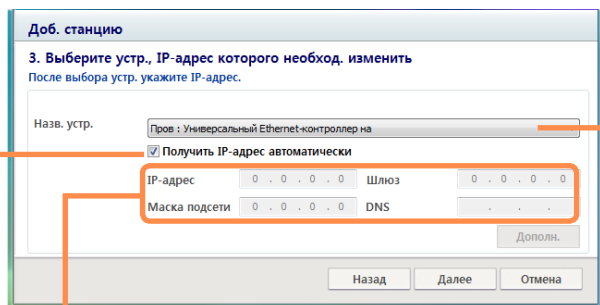 Доб. станцию
3. Выберите устр., IP-адрес которого необход. изменить
После выбора устр. укажите IP-адрес.
Назв. устр.
Пров : Универсальный Ethernet-контроллер на
Получить IP-адрес автоматически
IP-адрес 0 . 0 . 0 . 0 Шлюз 0 . 0 . 0 . 0
Маска подсети 0 . 0 . 0 . 0 DNS . . .
Дополн.
Назад Далее Отмена